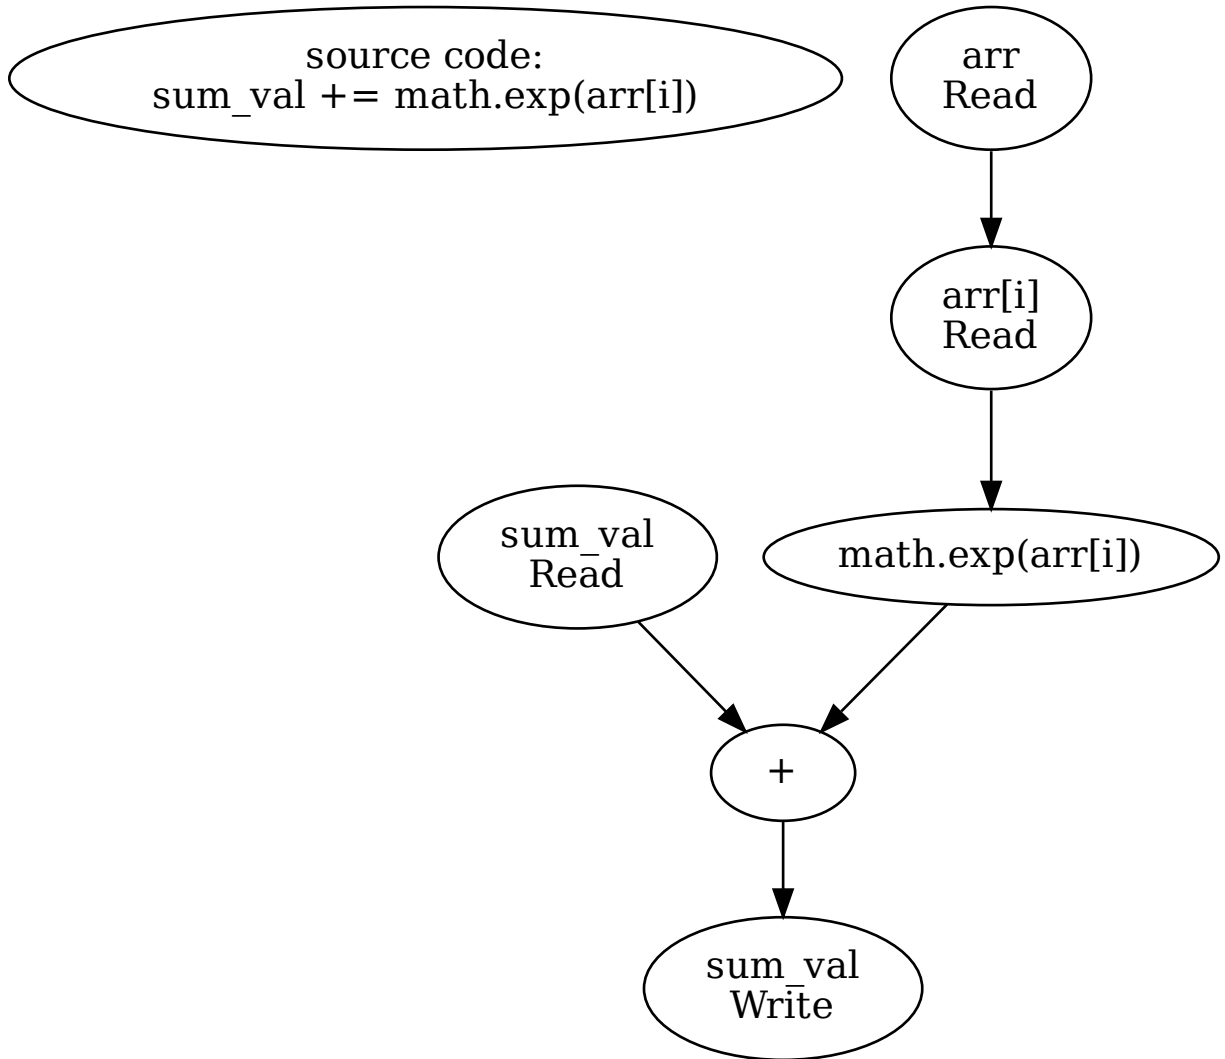 source code:
sum_val += math.exp(arr[i])
arr
Read
arr[i]
Read
sum_val
Read
math.exp(arr[i])
+
sum_val
Write